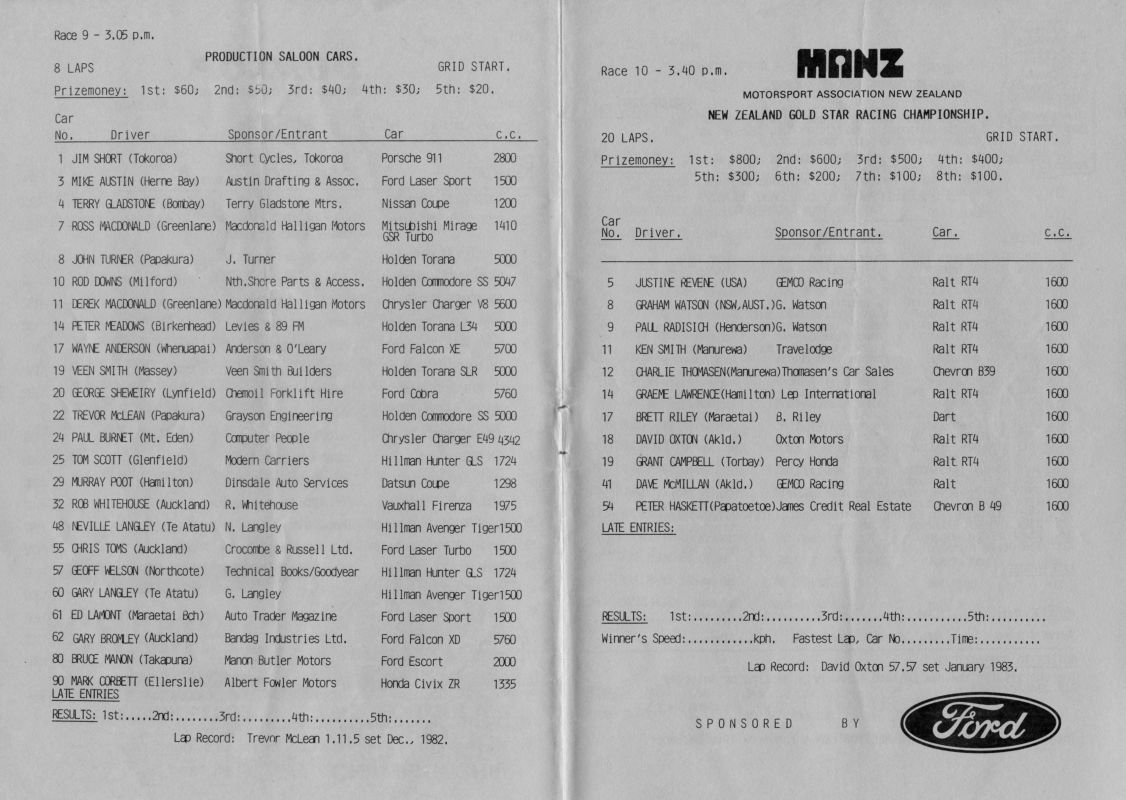 Race 9 - 3.05 p.m.
PRODUCTION SALOON CARS.
8 LAPS GRID START.
Prizemoney: 1st: $60; 2nd: $50; 3rd: $40; 4th: $30; 5th: $20.
Car
No. Driver Sponsor/Entrant Car c.c.
1 JIM SHORT (Tokoroa) Short Cycles, Tokoroa Porsche 911 2800
3 MIKE AUSTIN (Herne Bay) Austin Drafting & Assoc. Ford Laser Sport 1500
4 TERRY GLADSTONE (Bombay) Terry Gladstone Mtrs. Nissan Coupe 1200
7 ROSS MACDONALD (Greenlane) Macdonald Halligan Motors Mitsubishi Mirage 1410
GSR Turbo
8 JOHN TURNER (Papakura) J. Turner Holden Torana 5000
10 ROD DOWNS (Milford) Nth.Shore Parts & Access. Holden Commodore SS 5047
11 DEREK MACDONALD (Greenlane) Macdonald Halligan Motors Chrysler Charger V8 5600
14 PETER MEADOWS (Birkenhead) Levies & 89 FM Holden Torana L34 5000
17 WAYNE ANDERSON (Whenuapai) Anderson & O'Leary Ford Falcon XE 5700
19 VEEN SMITH (Massey) Veen Smith Builders Holden Torana SLR 5000
20 GEORGE SHEWEIRY (Lynfield) Chemoil Forklift Hire Ford Cobra 5760
22 TREVOR McLEAN (Papakura) Grayson Engineering Holden Commodore SS 5000
24 PAUL BURNET (Mt. Eden) Computer People Chrysler Charger E49 4342
25 TOM SCOTT (Glenfield) Modern Carriers Hillman Hunter GLS 1724
29 MURRAY POOT (Hamilton) Dinsdale Auto Services Datsun Coupe 1298
32 ROB WHITEHOUSE (Auckland) R. Whitehouse Vauxhall Firenza 1975
48 NEVILLE LANGLEY (Te Atatu) N. Langley Hillman Avenger Tiger1500
55 CHRIS TOMS (Auckland) Crocombe & Russell Ltd. Ford Laser Turbo 1500
57 GEOFF WELSON (Northcote) Technical Books/Goodyear Hillman Hunter GLS 1724
60 GARY LANGLEY (Te Atatu) G. Langley Hillman Avenger Tiger1500
61 ED LAMONT (Maraetai Bch) Auto Trader Magazine Ford Laser Sport 1500
62 GARY BROMLEY (Auckland) Bandag Industries Ltd. Ford Falcon XD 5760
80 BRUCE MANON (Takapuna) Manon Butler Motors Ford Escort 2000
90 MARK CORBETT (Ellerslie) Albert Fowler Motors Honda Civix ZR 1335
LATE ENTRIES
RESULTS: 1st:.....2nd:........3rd:.........4th:..........5th:.......
Lap Record: Trevor McLean 1.11.5 set Dec., 1982.
MANZ
Race 10 - 3.40 p.m.
MOTORSPORT ASSOCIATION NEW ZEALAND
NEW ZEALAND GOLD STAR RACING CHAMPIONSHIP.
20 LAPS. GRID START.
Prizemoney: 1st: $800; 2nd: $600; 3rd: $500; 4th: $400;
5th: $300; 6th: $200; 7th: $100; 8th: $100.
Car
No. Driver. Sponsor/Entrant. Car. c.c.
5 JUSTINE REVENE (USA) GEMCO Racing Ralt RT4 1600
8 GRAHAM WATSON (NSW,AUST.)G. Watson Ralt RT4 1600
9 PAUL RADISICH (Henderson)G. Watson Ralt RT4 1600
11 KEN SMITH (Manurewa) Travelodge Ralt RT4 1600
12 CHARLIE THOMASEN(Manurewa)Thomasen's Car Sales Chevron B39 1600
14 GRAEME LAWRENCE(Hamilton) Lep International Ralt RT4 1600
17 BRETT RILEY (Maraetai) B. Riley Dart 1600
18 DAVID OXTON (Akld.) Oxton Motors Ralt RT4 1600
19 GRANT CAMPBELL (Torbay) Percy Honda Ralt RT4 1600
41 DAVE McMILLAN (Akld.) GEMCO Racing Ralt 1600
54 PETER HASKETT(Papatoetoe)James Credit Real Estate Chevron B 49 1600
LATE ENTRIES:
RESULTS: 1st:.........2nd:..........3rd:.......4th:...........5th:..........
Winner's Speed:...........kph. Fastest Lap, Car No........Time:...........
Lap Record: David Oxton 57.57 set January 1983.
SPONSORED BY Ford